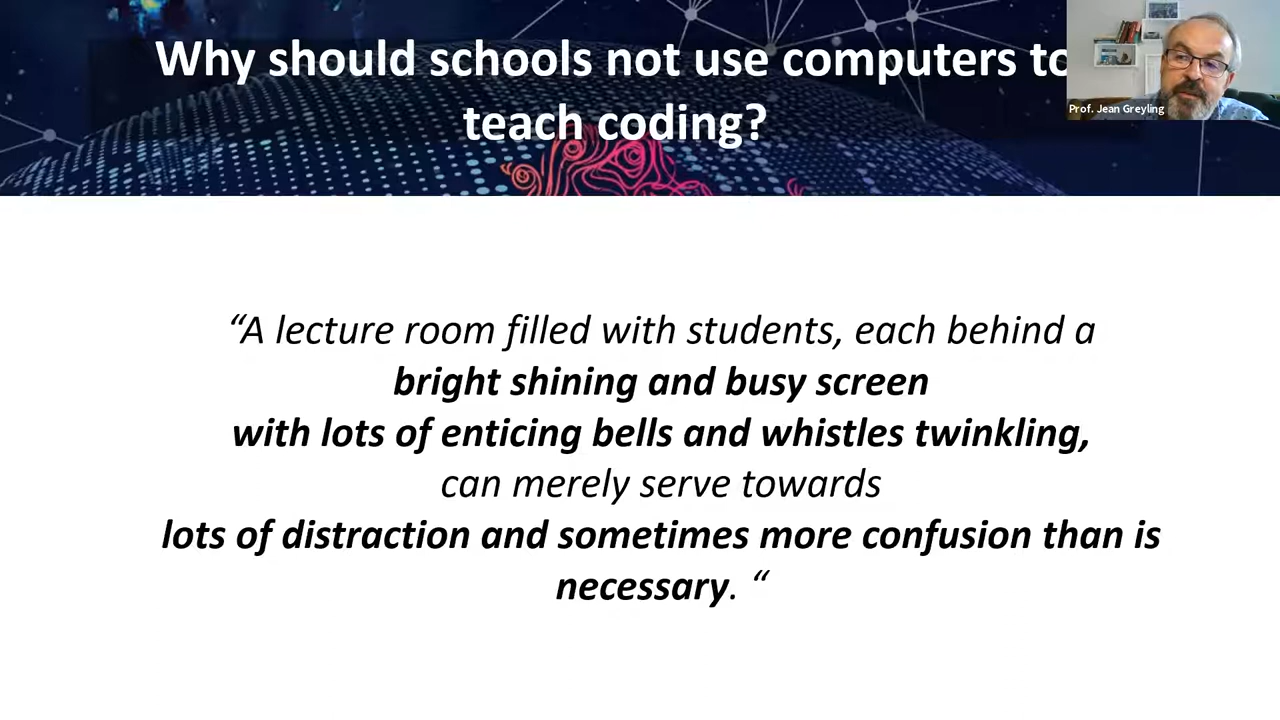 Why should schools not use computers to
teach coding?
Prof. Jean Greyling
“A lecture room filled with students, each behind a
bright shining and busy screen
with lots of enticing bells and whistles twinkling,
can merely serve towards
lots of distraction and sometimes more confusion than is
necessary. “